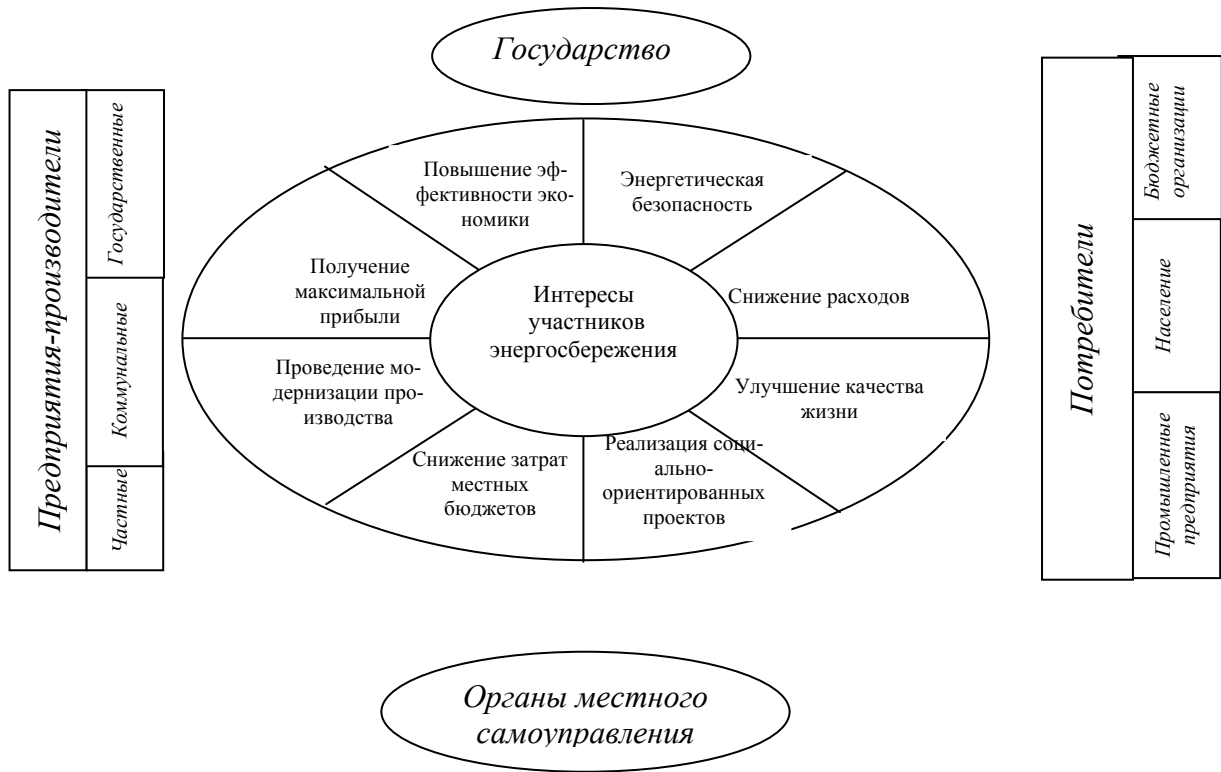 Государство
Предприятия-производители
Государственные
Коммунальные
Частные
Повышение эф-
фективности эко-
номики
Энергетическая
безопасность
Получение
максимальной
прибыли
Снижение расходов
Интересы
участников
энергосбережения
Проведение мо-
дернизации про-
изводства
Улучшение качества
жизни
Снижение затрат
местных
бюджетов
Реализация соци-
ально-
ориентированных
проектов
Потребители
Бюджетные
организации
Население
Промышленные
предприятия
Органы местного
самоуправления